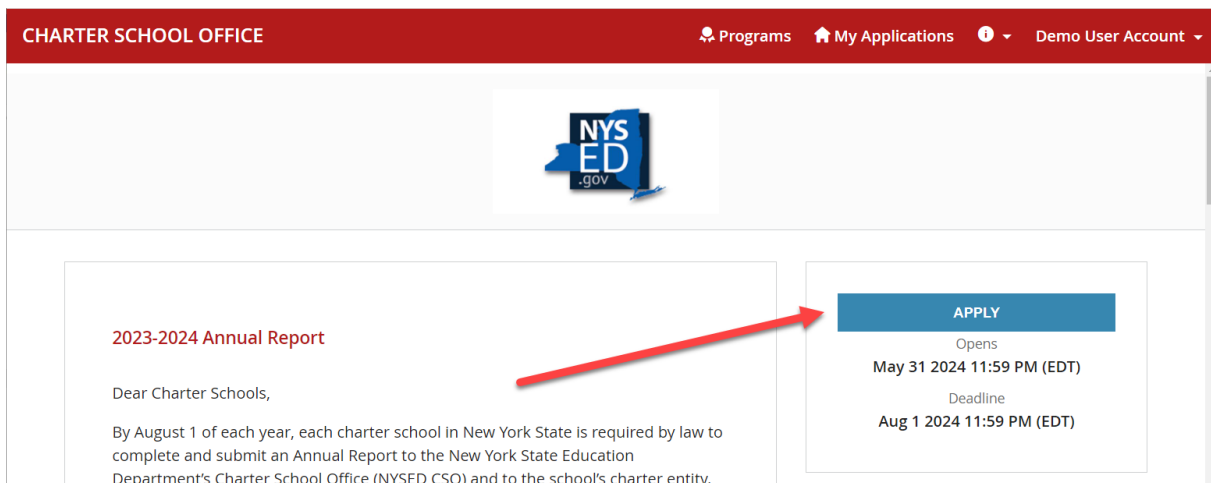 CHARTER SCHOOL OFFICE
Programs My Applications Demo User Account
NYS
ED
.gov
2023-2024 Annual Report
Dear Charter Schools,
By August 1 of each year, each charter school in New York State is required by law to
complete and submit an Annual Report to the New York State Education
Department's Charter School Office (NYSED CSO) and to the school's charter entity.
APPLY
Opens
May 31 2024 11:59 PM (EDT)
Deadline
Aug 1 2024 11:59 PM (EDT)